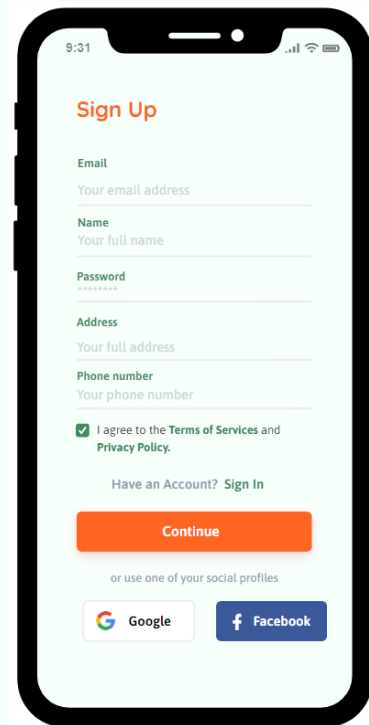 9:31
Sign Up
Email
Your email address
Name
Your full name
Password
********
Address
Your full address
Phone number
Your phone number
I agree to the Terms of Services and
Privacy Policy.
Have an Account? Sign In
Continue
or use one of your social profiles
Google
Facebook